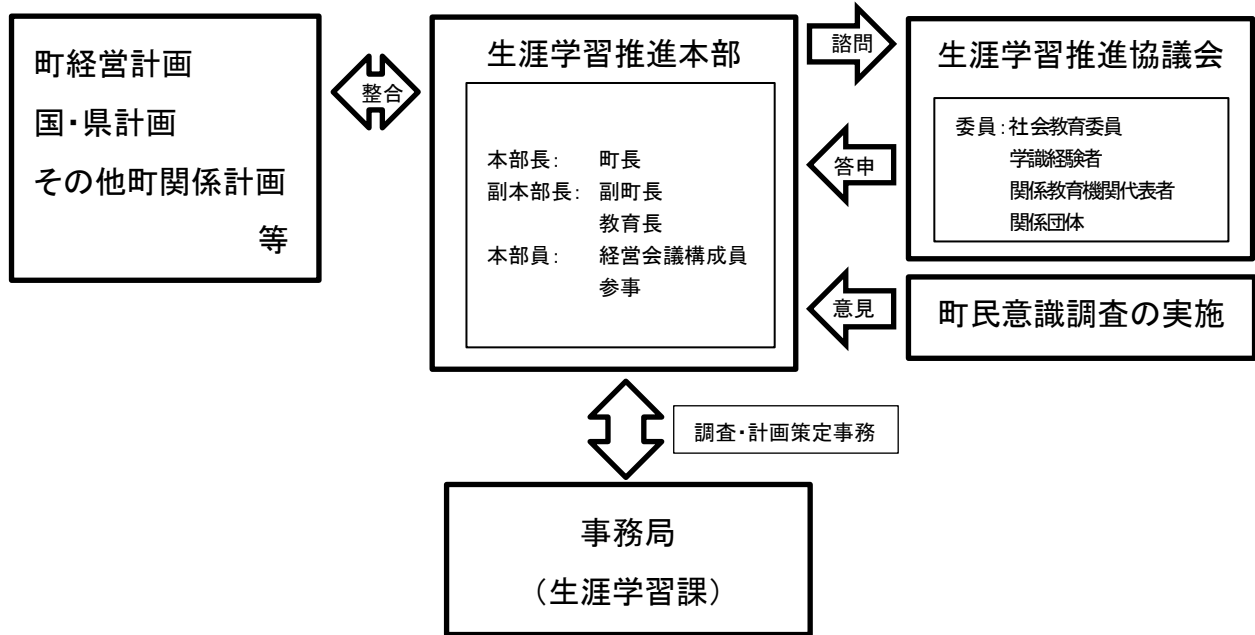 町経営計画
国・県計画
その他町関係計画
等
整合
生涯学習推進本部
本部長： 町長
副本部長： 副町長
教育長
本部員： 経営会議構成員
参事
諮問
答申
意見
生涯学習推進協議会
委員：社会教育委員
学識経験者
関係教育機関代表者
関係団体
町民意識調査の実施
調査・計画策定事務
事務局
（生涯学習課）